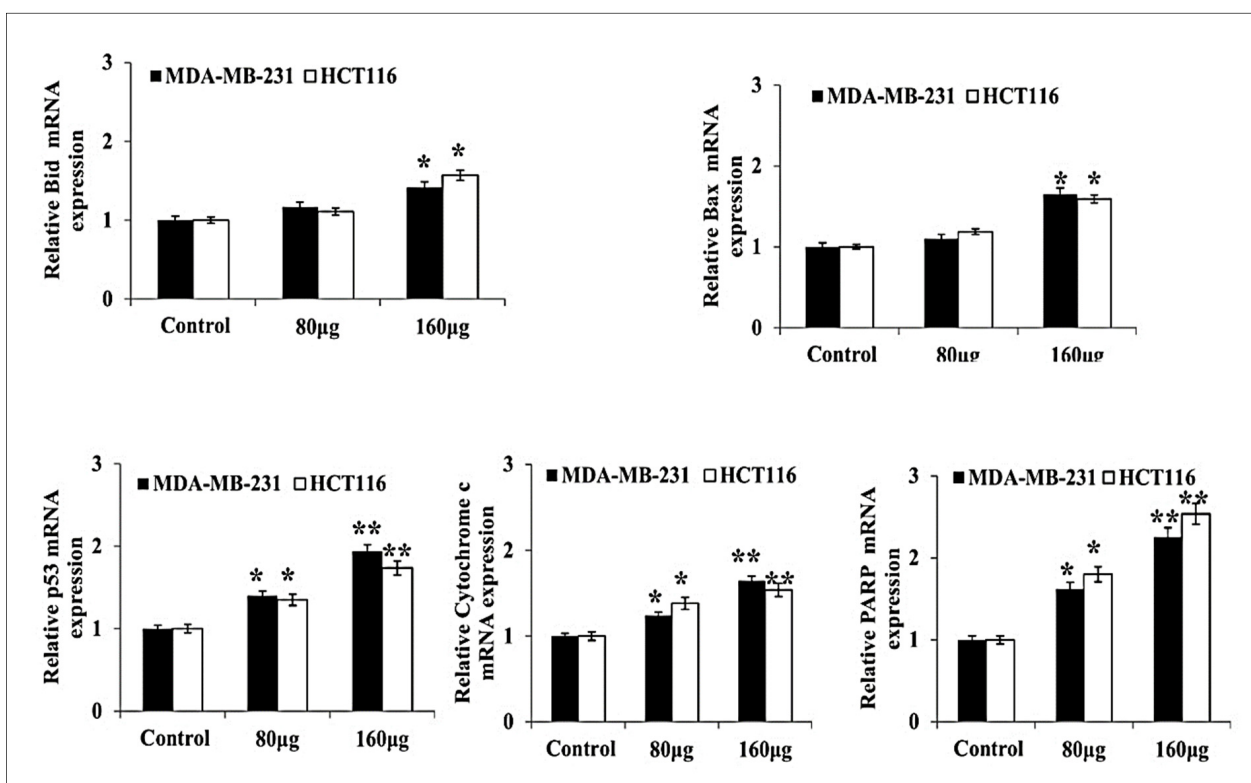 Relative Bid mRNA
expression
3
2
1
0
MDA-MB-231 HCT116
* *
Control 80µg 160µg
Relative Bax mRNA
expression
3
2
1
0
MDA-MB-231 HCT116
* *
Control 80µg 160µg
Relative p53 mRNA
expression
3
2
1
0
MDA-MB-231 HCT116
* * ** **
Control 80µg 160µg
Relative Cytochrome c
mRNA expression
3
2
1
0
MDA-MB-231 HCT116
* * ** **
Control 80µg 160µg
Relative PARP mRNA
expression
3
2
1
0
MDA-MB-231 HCT116
* * ** **
Control 80µg 160µg